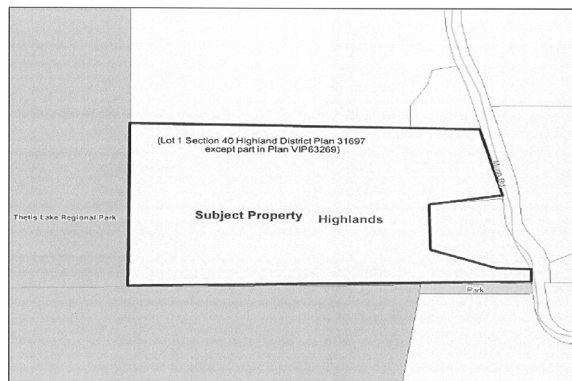 (Lot 1 Section 40 Highland District Plan 31697
except part in Plan VIP63269)
Thetis Lake Regional Park
Subject Property
Highlands
Park